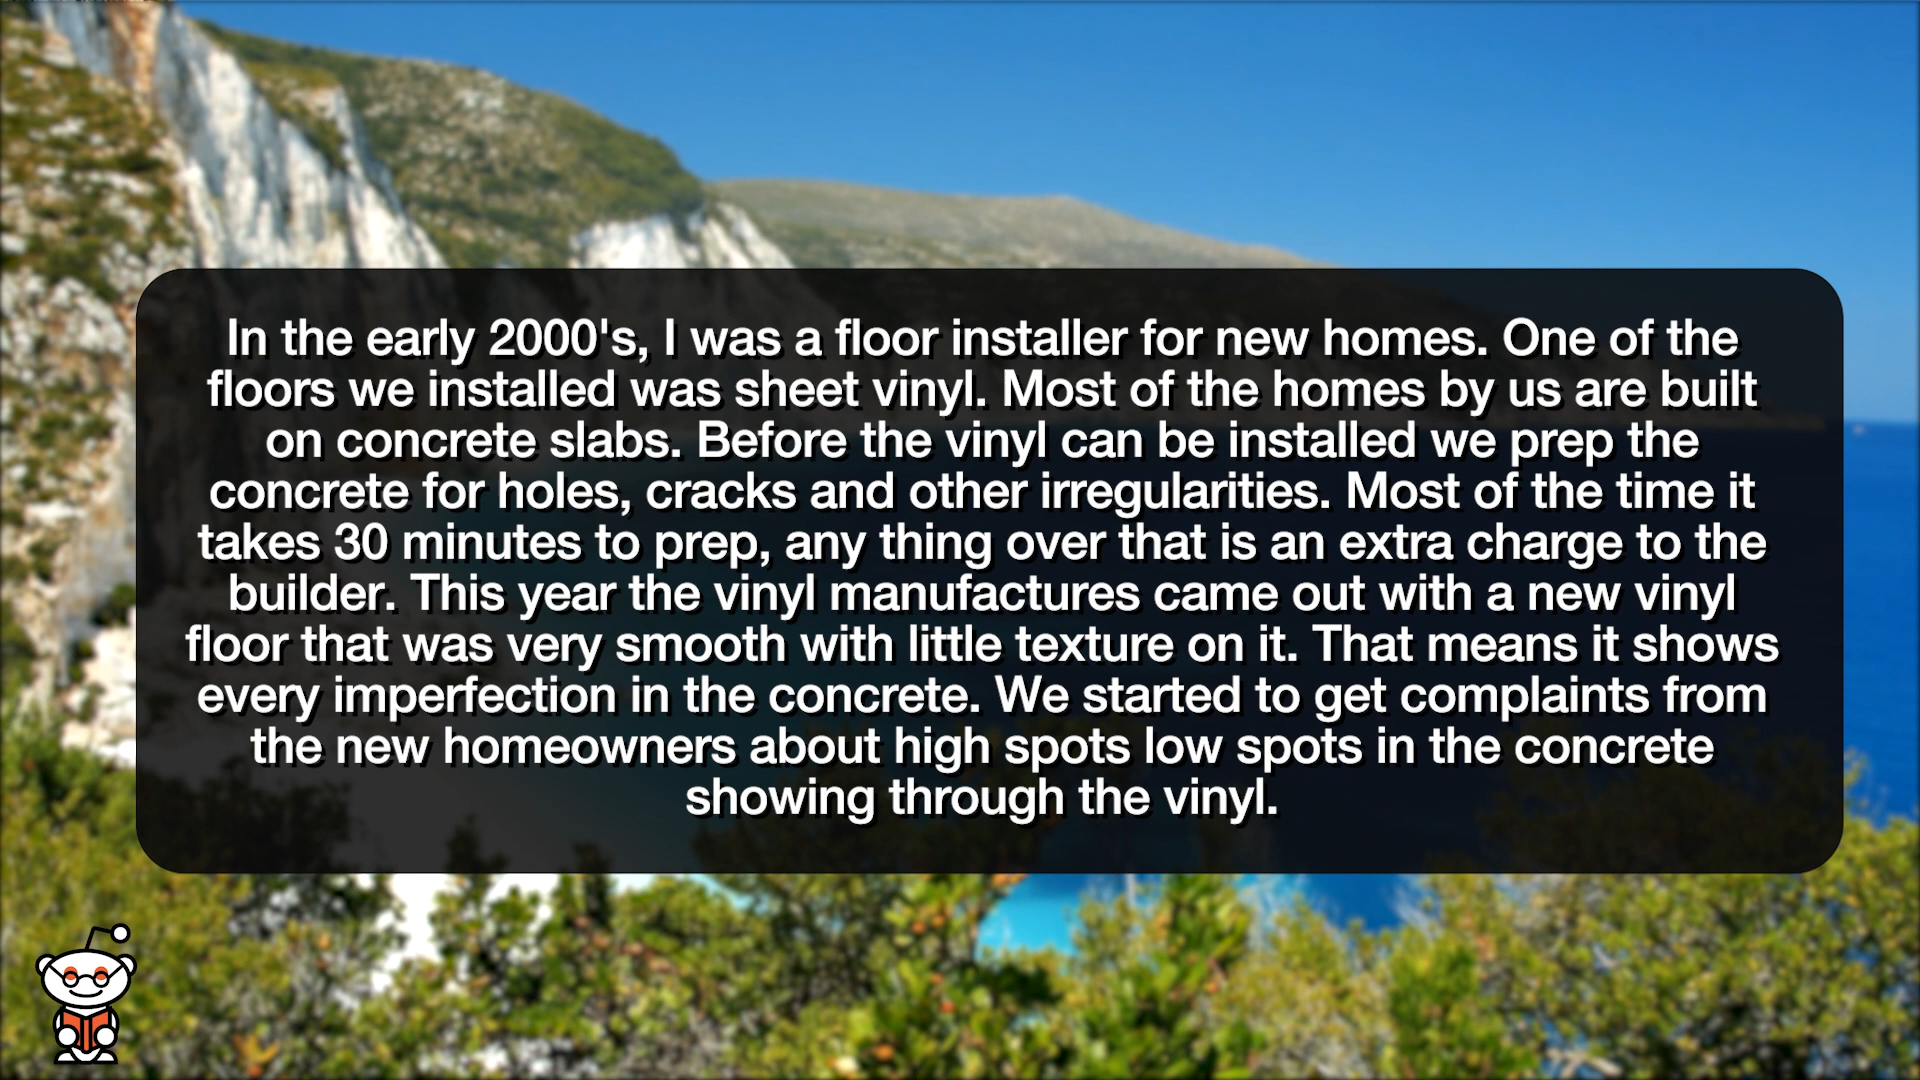 In the early 2000's, I was a floor installer for new homes. One of the
floors we installed was sheet vinyl. Most of the homes by us are built
on concrete slabs. Before the vinyl can be installed we prep the
concrete for holes, cracks and other irregularities. Most of the time it
takes 30 minutes to prep, any thing over that is an extra charge to the
builder. This year the vinyl manufactures came out with a new vinyl
floor that was very smooth with little texture on it. That means it shows
every imperfection in the concrete. We started to get complaints from
the new homeowners about high spots low spots in the concrete
showing through the vinyl.